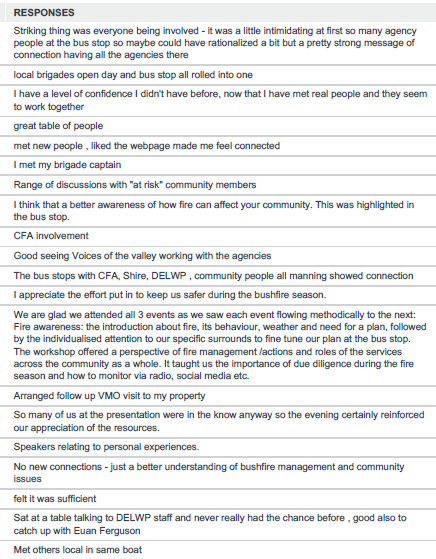 RESPONSES
Striking thing was everyone being involved - it was a little intimidating at first so many agency
people at the bus stop so maybe could have rationalized a bit but a pretty strong message of
connection having all the agencies there
local brigades open day and bus stop all rolled into one
I have a level of confidence I didn't have before, now that I have met real people and they seem
to work together
great table of people
met new people , liked the webpage made me feel connected
I met my brigade captain
Range of discussions with "at risk" community members
I think that a better awareness of how fire can affect your community. This was highlighted in
the bus stop.
CFA involvement
Good seeing Voices of the valley working with the agencies
The bus stops with CFA, Shire, DELWP , community people all manning showed connection
I appreciate the effort put in to keep us safer during the bushfire season.
We are glad we attended all 3 events as we saw each event flowing methodically to the next:
Fire awareness: the introduction about fire, its behaviour, weather and need for a plan, followed
by the individualised attention to our specific surrounds to fine tune our plan at the bus stop.
The workshop offered a perspective of fire management /actions and roles of the services
across the community as a whole. It taught us the importance of due diligence during the fire
season and how to monitor via radio, social media etc.
Arranged follow up VMO visit to my property
So many of us at the presentation were in the know anyway so the evening certainly reinforced
our appreciation of the resources.
Speakers relating to personal experiences.
No new connections - just a better understanding of bushfire management and community
issues
felt it was sufficient
Sat at a table talking to DELWP staff and never really had the chance before , good also to
catch up with Euan Ferguson
Met others local in same boat